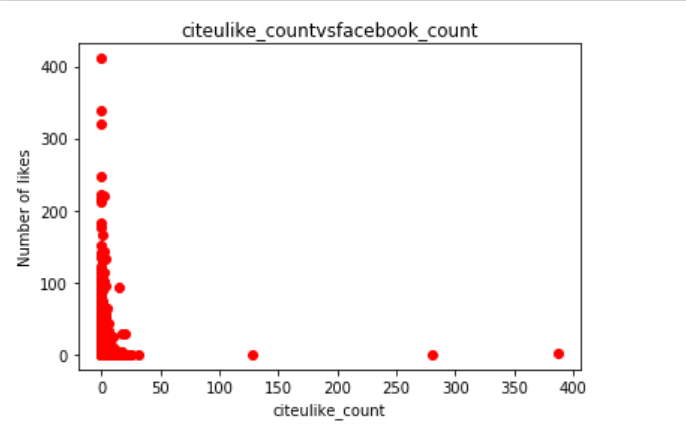 citeulike_countvsfacebook_count
400
300
200
100
0
Number of likes
0 50 100 150 200 250 300 350 400
citeulike_count